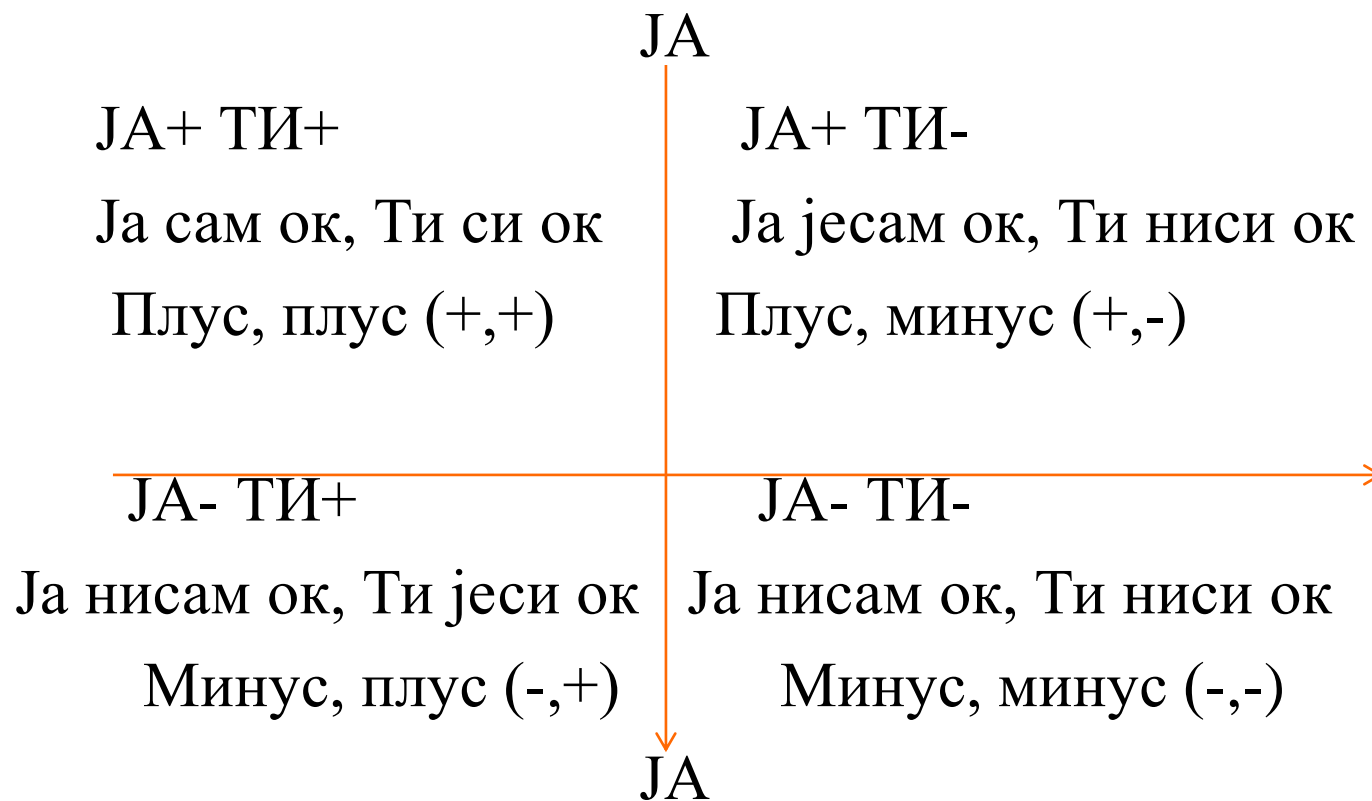 ЈА
ЈА+ ТИ+
Ја сам ок, Ти си ок
Плус, плус (+,+)
ЈА+ ТИ-
Ја јесам ок, Ти ниси ок
Плус, минус (+,-)
ЈА- ТИ+
Ја нисам ок, Ти јеси ок
Минус, плус (-,+)
ЈА- ТИ-
Ја нисам ок, Ти ниси ок
Минус, минус (-,-)
ЈА